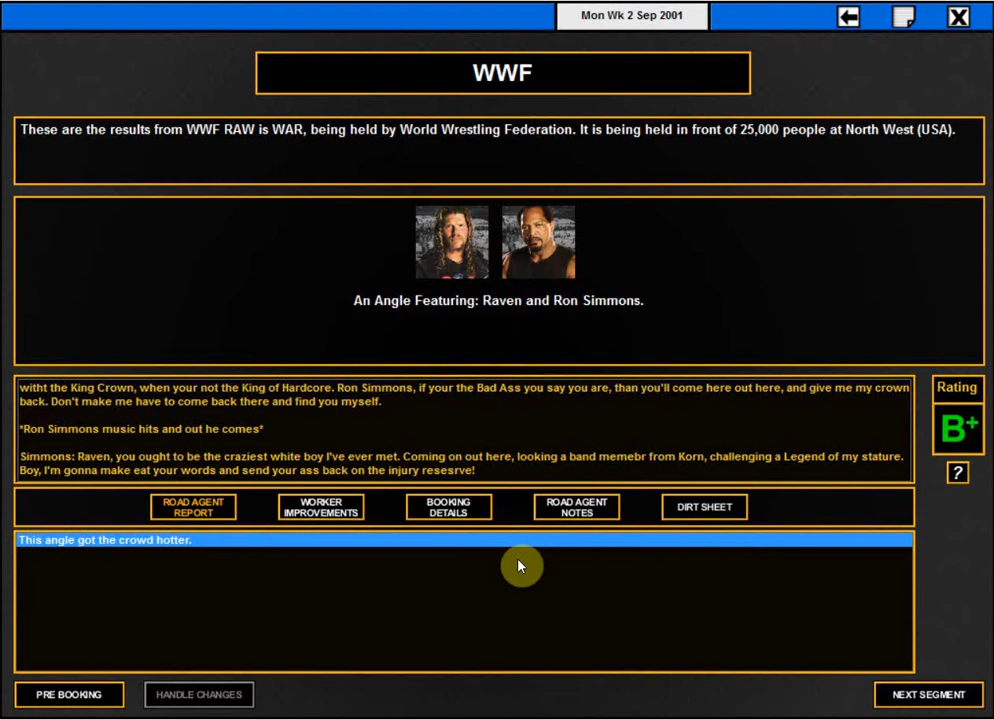 Mon Wk 2 Sep 2001
X
WWF
These are the results from WWF RAW is WAR, being held by World Wrestling Federation. It is being held in front of 25,000 people at North West (USA).
An Angle Featuring: Raven and Ron Simmons.
witht the King Crown, when your not the King of Hardcore. Ron Simmons, if your the Bad Ass you say you are, than you'll come here out here, and give me my crown
back. Don't make me have to come back there and find you myself.
*Ron Simmons music hits and out he comes*
Simmons: Raven, you ought to be the craziest white boy I've ever met. Coming on out here, looking a band memebr from Korn, challenging a Legend of my stature.
Boy, I'm gonna make eat your words and send your ass back on the injury resesrve!
Rating
B+
?
ROAD AGENT
REPORT
WORKER
IMPROVEMENTS
BOOKING
DETAILS
ROAD AGENT
NOTES
DIRT SHEET
This angle got the crowd hotter.
PRE BOOKING
HANDLE CHANGES
NEXT SEGMENT